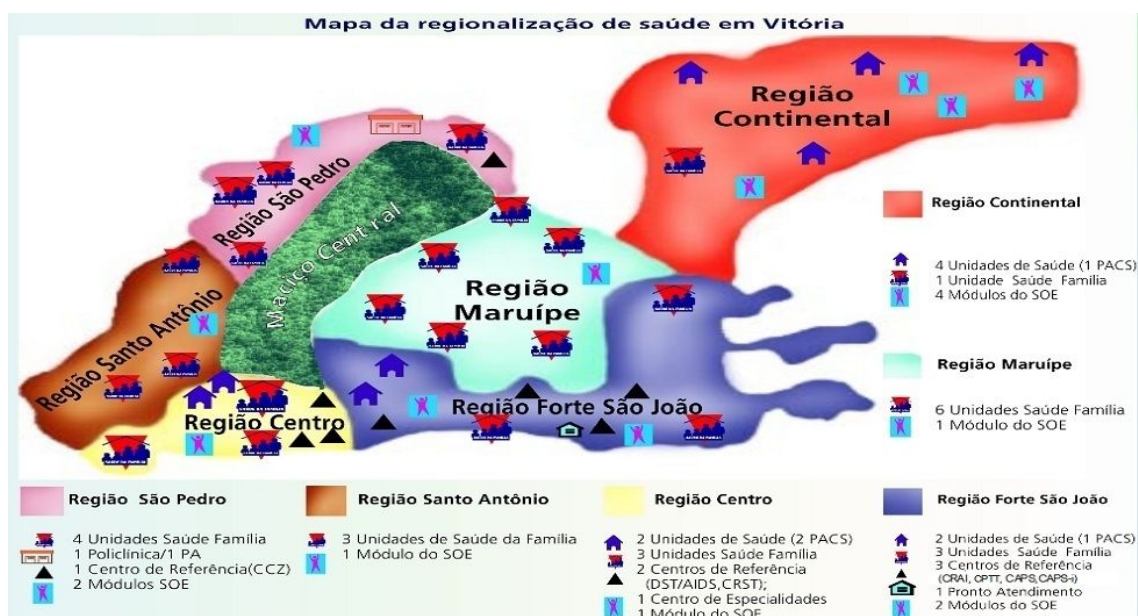 Mapa da regionalização de saúde em Vitória
Região
Continental
Região São Pedro
Maciço Central
Região Santo Antônio
Região
Maruípe
Região Centro
Região Forte São João
Região Continental
4 Unidades de Saúde (1 PACS)
1 Unidade Saúde Família
4 Módulos do SOE
Região Maruípe
6 Unidades Saúde Família
1 Módulo do SOE
Região São Pedro
4 Unidades Saúde Família
1 Policlínica/1 PA
1 Centro de Referência(CCZ)
2 Módulos SOE
Região Santo Antônio
3 Unidades de Saúde da Família
1 Módulo do SOE
Região Centro
2 Unidades de Saúde (2 PACS)
3 Unidades Saúde Família
2 Centros de Referência
(DST/AIDS,CRST);
1 Centro de Especialidades
1 Módulo do SOE
Região Forte São João
2 Unidades de Saúde (1 PACS)
3 Unidades Saúde Família
3 Centros de Referência
(CRAI, CPTT, CAPS,CAPS-i)
1 Pronto Atendimento
2 Módulos do SOE